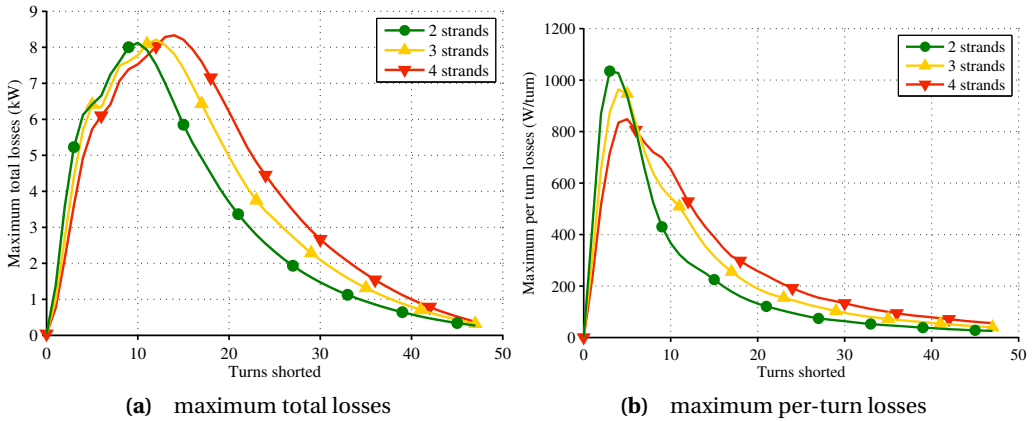 9
8
7
6
5
4
3
2
1
0
Maximum total losses (kW)
0 10 20 30 40 50
Turns shorted
2 strands
3 strands
4 strands
(a) maximum total losses
1200
1000
800
600
400
200
0
Maximum per turn losses (W/turn)
0 10 20 30 40 50
Turns shorted
2 strands
3 strands
4 strands
(b) maximum per-turn losses